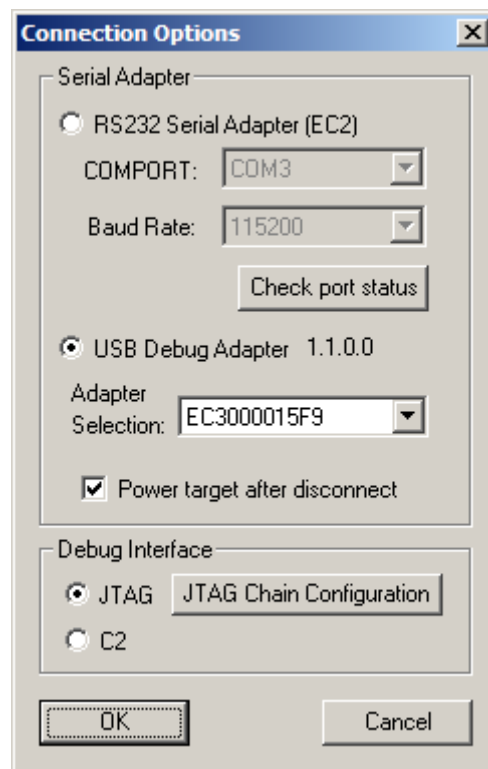 Connection Options
Serial Adapter
RS232 Serial Adapter (EC2)
COMPORT: COM3
Baud Rate: 115200
Check port status
USB Debug Adapter 1.1.0.0
Adapter
Selection: EC3000015F9
Power target after disconnect
Debug Interface
JTAG JTAG Chain Configuration
C2
OK Cancel